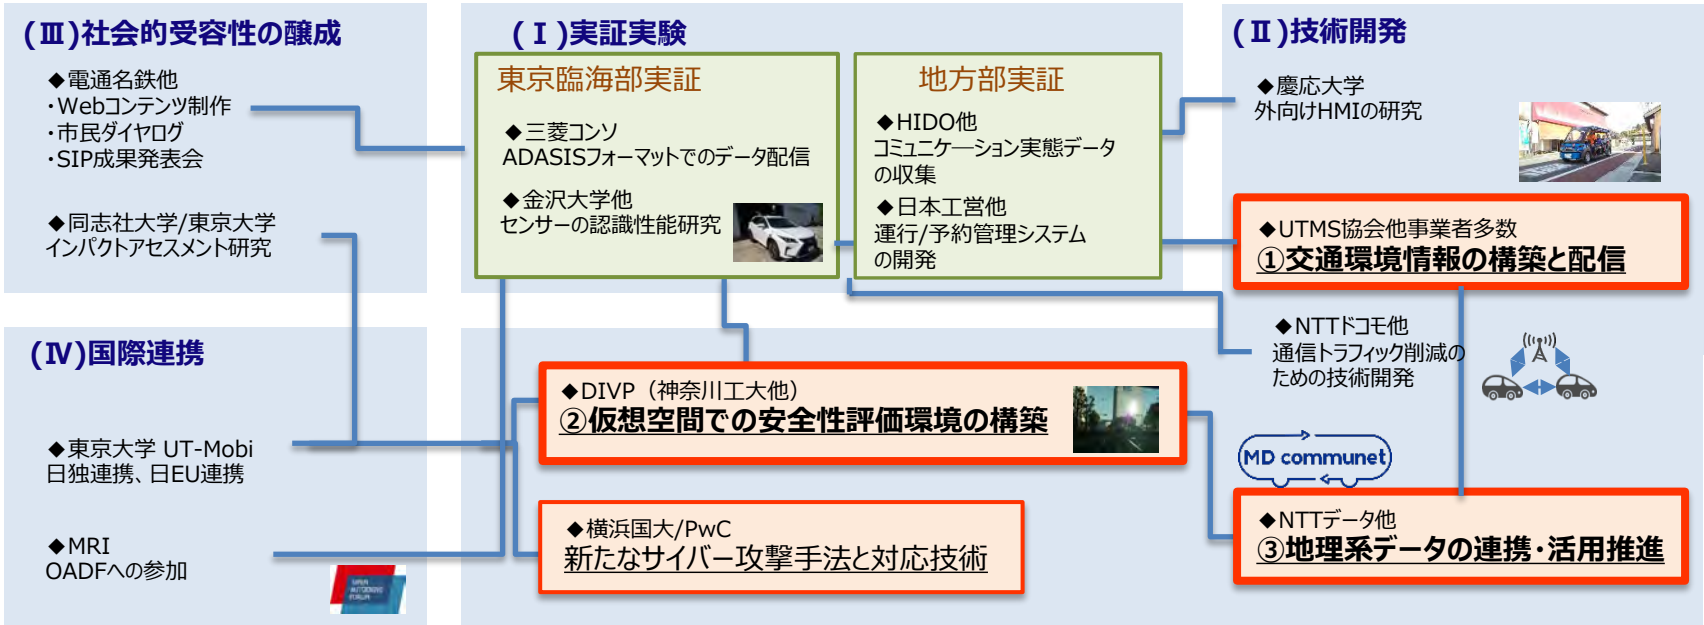 (Ⅲ)社会的受容性の醸成
◆電通名鉄他
・Webコンテンツ制作
・市民ダイヤログ
・SIP成果発表会
◆同志社大学/東京大学
インパクトアセスメント研究
(Ⅰ)実証実験
東京臨海部実証
◆三菱コンソ
ADASISフォーマットでのデータ配信
◆金沢大学他
センサーの認識性能研究
地方部実証
◆HIDO他
コミュニケーション実態データ
の収集
◆日本工営他
運行/予約管理システム
の開発
(Ⅱ)技術開発
◆慶応大学
外向けHMIの研究
◆UTMS協会他事業者多数
①交通環境情報の構築と配信
◆NTTドコモ他
通信トラフィック削減の
ための技術開発
(Ⅳ)国際連携
◆東京大学 UT-Mobi
日独連携、日EU連携
◆MRI
OADFへの参加
◆DIVP（神奈川工大他）
②仮想空間での安全性評価環境の構築
◆横浜国大/PwC
新たなサイバー攻撃手法と対応技術
MD communet
◆NTTデータ他
③地理系データの連携・活用推進